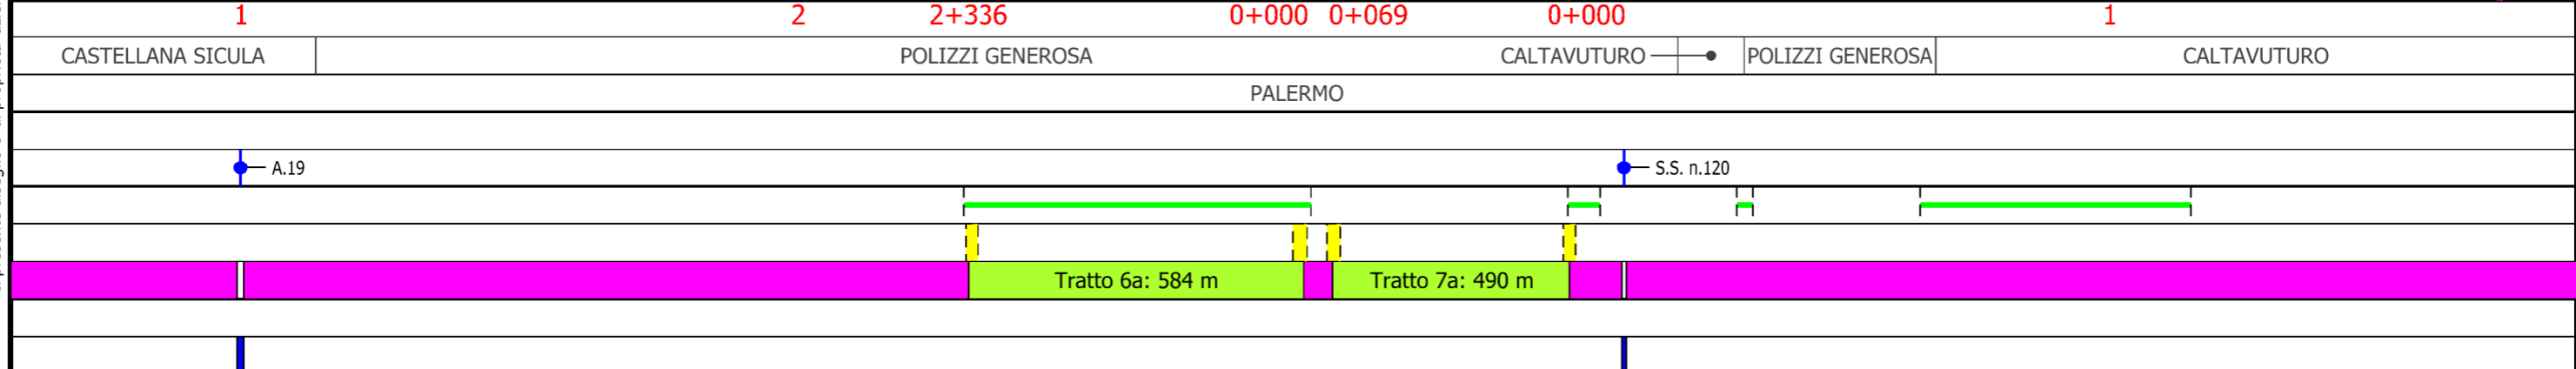 1 2 2+336 0+000 0+069 0+000 1
CASTELLANA SICULA POLIZZI GENEROSA CALTAVUTURO POLIZZI GENEROSA CALTAVUTURO
PALERMO
A.19 S.S. n.120
Tratto 6a: 584 m Tratto 7a: 490 m